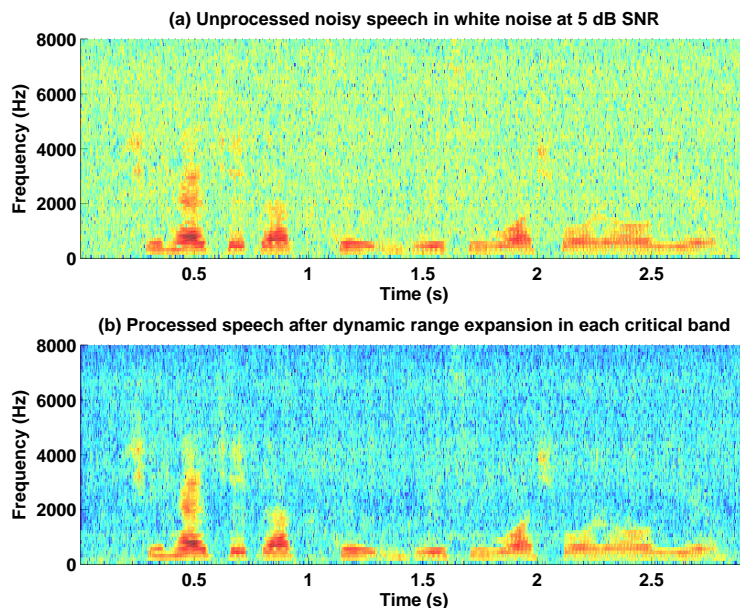 (a) Unprocessed noisy speech in white noise at 5 dB SNR
8000
6000
4000
2000
0
Frequency (Hz)
0.5 1 1.5 2 2.5
Time (s)
(b) Processed speech after dynamic range expansion in each critical band
8000
6000
4000
2000
0
Frequency (Hz)
0.5 1 1.5 2 2.5
Time (s)